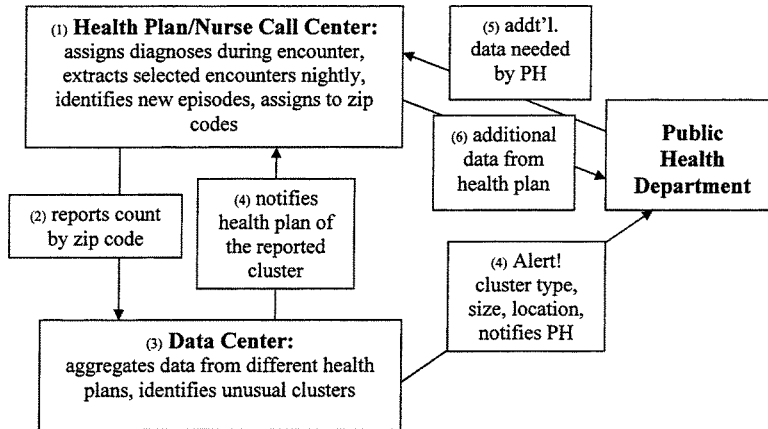 (1) Health Plan/Nurse Call Center:
assigns diagnoses during encounter,
extracts selected encounters nightly,
identifies new episodes, assigns to zip
codes
(5) addt’l.
data needed
by PH
Public
Health
Department
(6) additional
data from
health plan
(2) reports count
by zip code
(4) notifies
health plan of
the reported
cluster
(4) Alert!
cluster type,
size, location,
notifies PH
(3) Data Center:
aggregates data from different health
plans, identifies unusual clusters